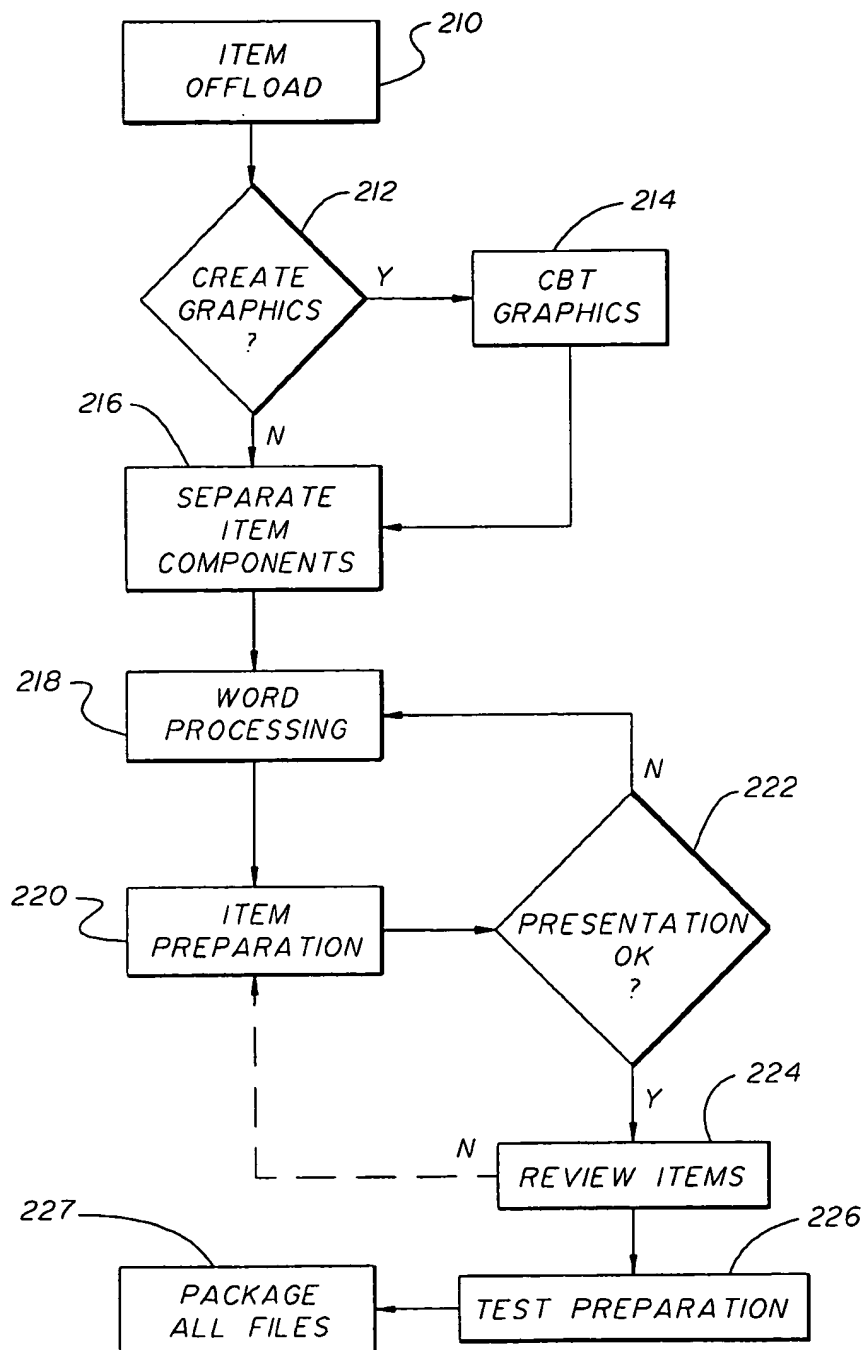 210
ITEM
OFFLOAD
212
214
CREATE
GRAPHICS
?
Y
CBT
GRAPHICS
216
N
SEPARATE
ITEM
COMPONENTS
218
WORD
PROCESSING
N
222
220
ITEM
PREPARATION
PRESENTATION
OK
?
224
Y
N
REVIEW ITEMS
227
226
PACKAGE
ALL FILES
TEST PREPARATION